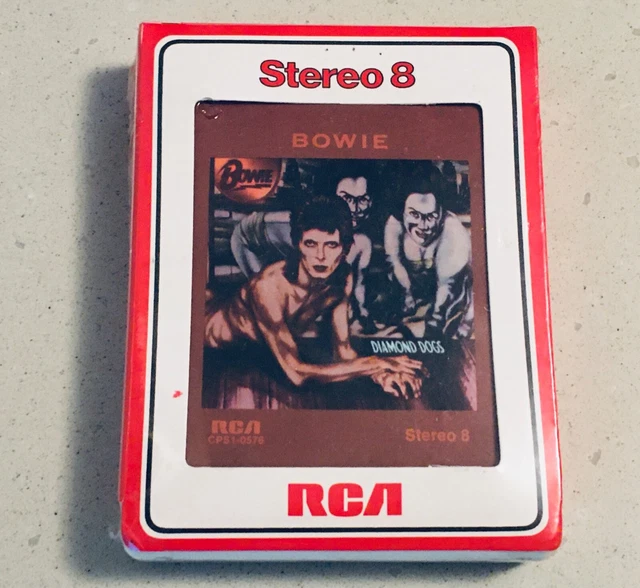 Stereo 8
BOWIE
BOWIE
DIAMOND DOGS
RCA
CPS1-0576
Stereo 8
RCA